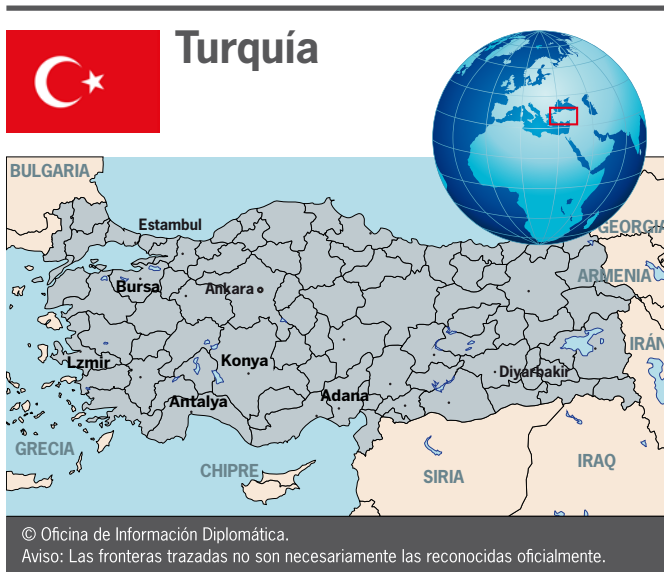 Turquía
BULGARIA
Estambul
GEORGIA
ARMENIA
Bursa
Ankara
IRÁN
Lzmir
Konya
Diyarbakir
Antalya
Adana
GRECIA
CHIPRE
SIRIA
IRAQ
© Oficina de Información Diplomática.
Aviso: Las fronteras trazadas no son necesariamente las reconocidas oficialmente.